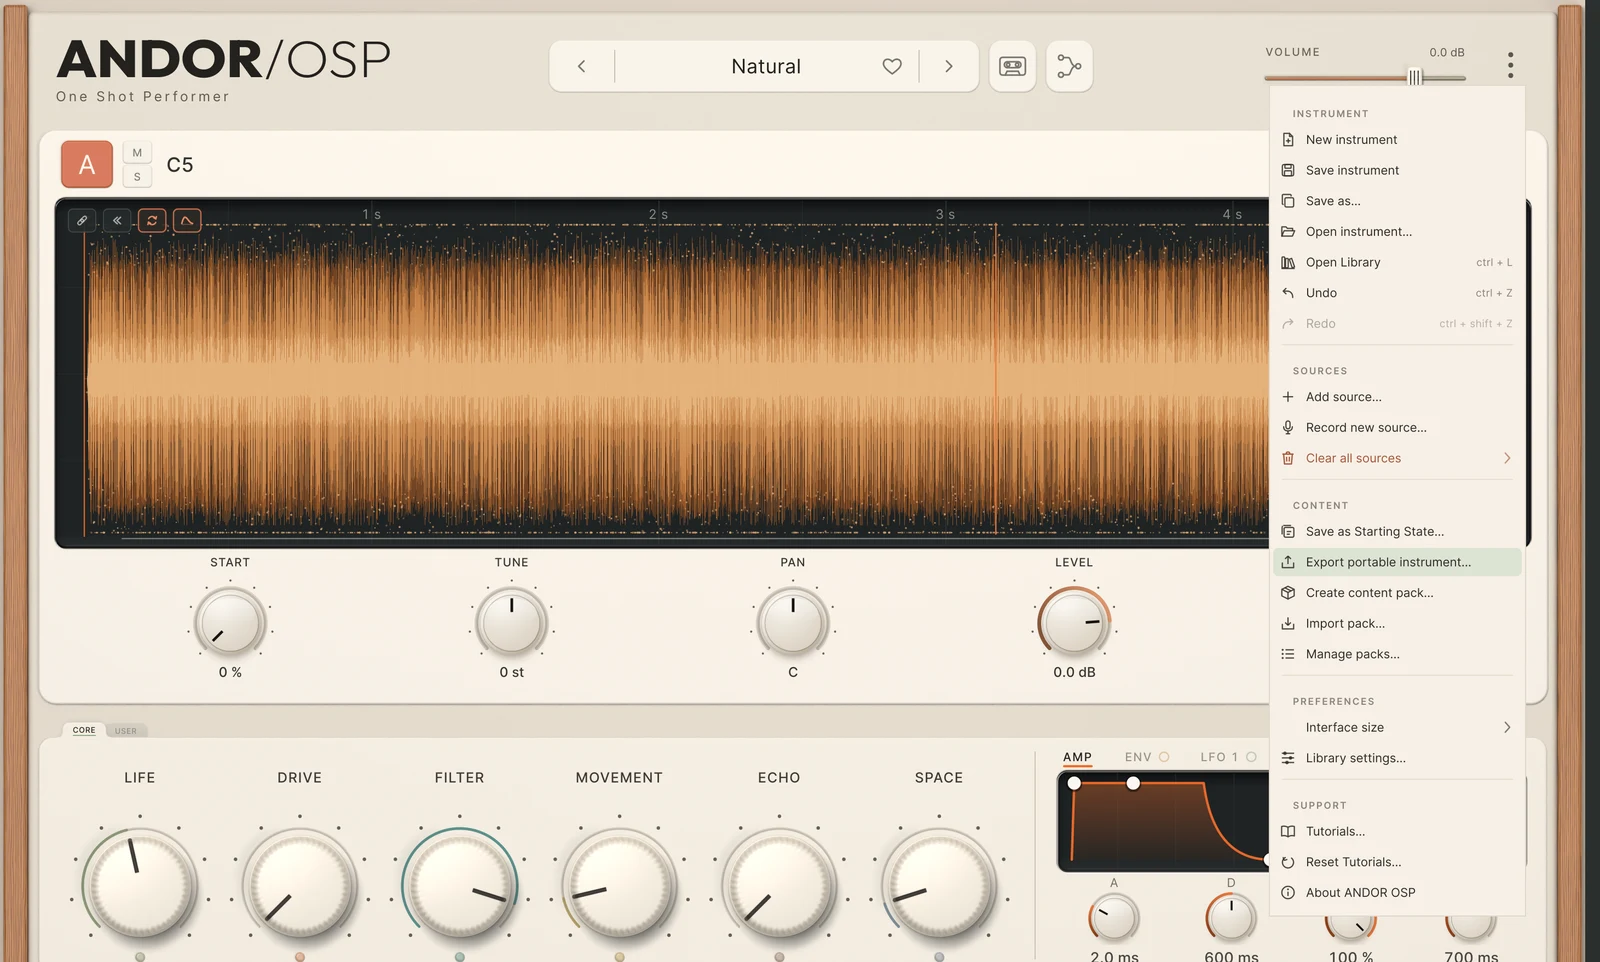 ANDOR/OSP
One Shot Performer
Natural
VOLUME 0.0 dB
A
M
S
C5
1 s 2 s 3 s 4 s
START TUNE PAN LEVEL
0 % 0 st C 0.0 dB
CORE USER
LIFE DRIVE FILTER MOVEMENT ECHO SPACE
AMP ENV LFO 1
A D
2.0 ms 600 ms 100 % 700 ms
INSTRUMENT
New instrument
Save instrument
Save as...
Open instrument...
Open Library ctrl + L
Undo ctrl + Z
Redo ctrl + shift + Z
SOURCES
Add source...
Record new source...
Clear all sources
CONTENT
Save as Starting State...
Export portable instrument...
Create content pack...
Import pack...
Manage packs...
PREFERENCES
Interface size
Library settings...
SUPPORT
Tutorials...
Reset Tutorials...
About ANDOR OSP